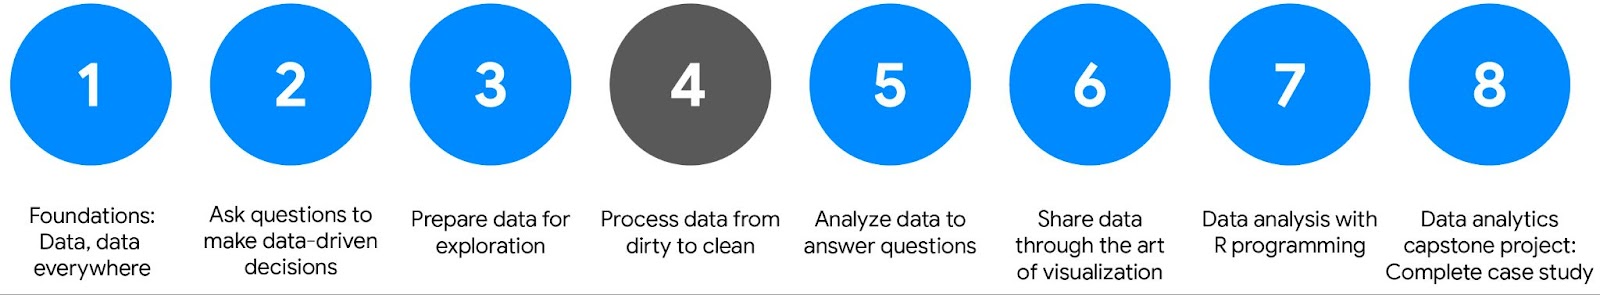 1
2
3
4
5
6
7
8
Foundations:
Data, data
everywhere
Ask questions to
make data-driven
decisions
Prepare data for
exploration
Process data from
dirty to clean
Analyze data to
answer questions
Share data
through the art
of visualization
Data analysis with
R programming
Data analytics
capstone project:
Complete case study